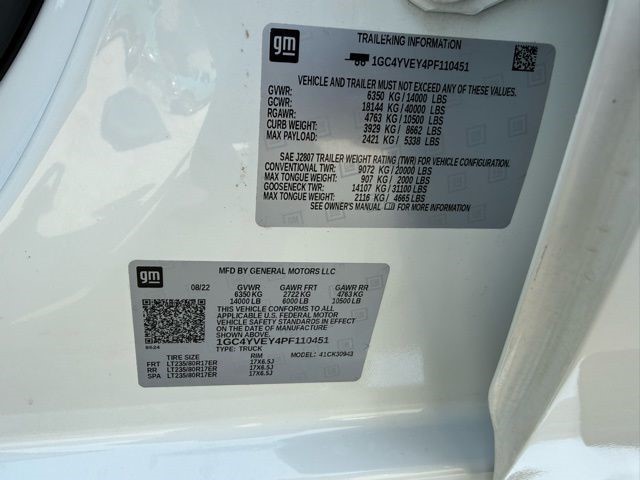 gm
TRAILERING INFORMATION
1GC4YVEY4PF110451
VEHICLE AND TRAILER MUST NOT EXCEED ANY OF THESE VALUES.
GVWR: 6350 KG/14000 LBS
GCWR: 18144 KG/40000 LBS
RGAWR: 4763 KG/10500 LBS
CURB WEIGHT: 3929 KG/ 8662 LBS
MAX PAYLOAD: 2421 KG/ 5338 LBS
SAE J2807 TRAILER WEIGHT RATING (TWR) FOR VEHICLE CONFIGURATION.
CONVENTIONAL TWR: 9072 KG/20000 LBS
MAX TONGUE WEIGHT: 907 KG/ 2000 LBS
GOOSENECK TWR: 14107 KG/31100 LBS
MAX TONGUE WEIGHT: 2116 KG/ 4665 LBS
SEE OWNER'S MANUAL FOR MORE INFORMATION
gm
MFD BY GENERAL MOTORS LLC
08/22 GVWR GAWR FRT GAWR RR
6350 KG 2722 KG 4763 KG
14000 LB 6000 LB 10500 LB
THIS VEHICLE CONFORMS TO ALL
APPLICABLE U.S. FEDERAL MOTOR
VEHICLE SAFETY STANDARDS IN EFFECT
ON THE DATE OF MANUFACTURE
SHOWN ABOVE.
1GC4YVEY4PF110451
TYPE: TRUCK
MODEL: 41CK30943
TIRE SIZE RIM
FRT LT235/80R17ER 17X6.5J
RR LT235/80R17ER 17X6.5J
SPA LT235/80R17ER 17X6.5J